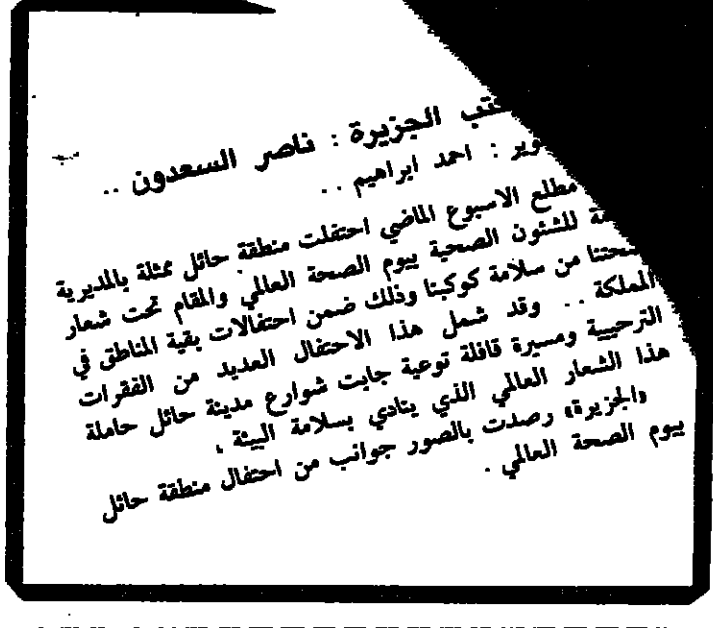 الجزيرة : ناصر السعدون ..
: احمد ابراهيم ..
مطلع الاسبوع الماضي احتفلت منطقة حائل ممثلة بالمديرية
للشئون الصحية بيوم الصحة العالمي والمقام تحت شعار
من سلامة كوكبنا وذلك ضمن احتفالات بقية المناطق في
المملكة .. وقد شمل هذا الاحتفال العديد من الفقرات
الترحيبية ومسيرة قافلة توعية جابت شوارع مدينة حائل حاملة
هذا الشعار العالمي الذي ينادي بسلامة البيئة .
«الجزيرة» رصدت بالصور جوانب من احتفال منطقة حائل
بيوم الصحة العالمي .